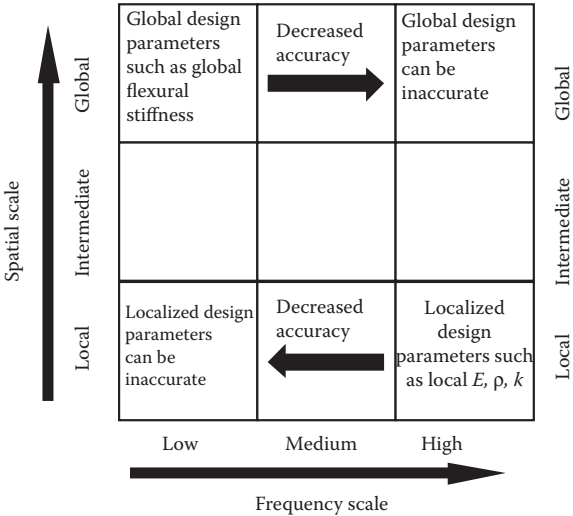 Global design
parameters
such as global
flexural
stiffness
Decreased
accuracy
Global design
parameters
can be
inaccurate
Localized design
parameters
can be
inaccurate
Decreased
accuracy
Localized
design
parameters such
as local E, ρ, k
Spatial scale
Global
Intermediate
Local
Global
Intermediate
Local
Low
Medium
High
Frequency scale